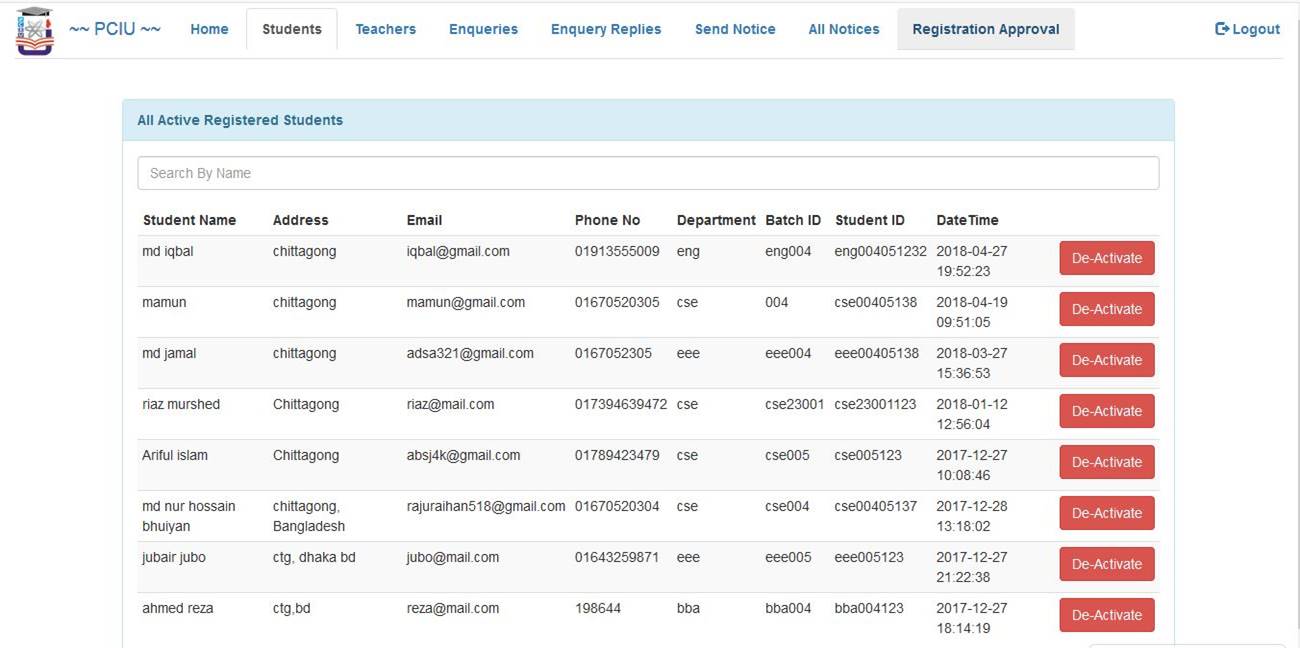 ~~ PCIU ~~ Home Students Teachers Enqueries Enquery Replies Send Notice All Notices Registration Approval Logout
All Active Registered Students
Search By Name
Student Name Address Email Phone No Department Batch ID Student ID DateTime
md iqbal chittagong iqbal@gmail.com 01913555009 eng eng004 eng004051232 2018-04-27 De-Activate
19:52:23
mamun chittagong mamun@gmail.com 01670520305 cse 004 cse00405138 2018-04-19 De-Activate
09:51:05
md jamal chittagong adsa321@gmail.com 0167052305 eee eee004 eee00405138 2018-03-27 De-Activate
15:36:53
riaz murshed Chittagong riaz@mail.com 017394639472 cse cse23001 cse23001123 2018-01-12 De-Activate
12:56:04
Ariful islam Chittagong absj4k@gmail.com 01789423479 cse cse005 cse005123 2017-12-27 De-Activate
10:08:46
md nur hossain chittagong, rajuraihan518@gmail.com 01670520304 cse cse004 cse00405137 2017-12-28 De-Activate
bhuiyan Bangladesh 13:18:02
jubair jubo ctg, dhaka bd jubo@mail.com 01643259871 eee eee005 eee005123 2017-12-27 De-Activate
21:22:38
ahmed reza ctg,bd reza@mail.com 198644 bba bba004 bba004123 2017-12-27 De-Activate
18:14:19